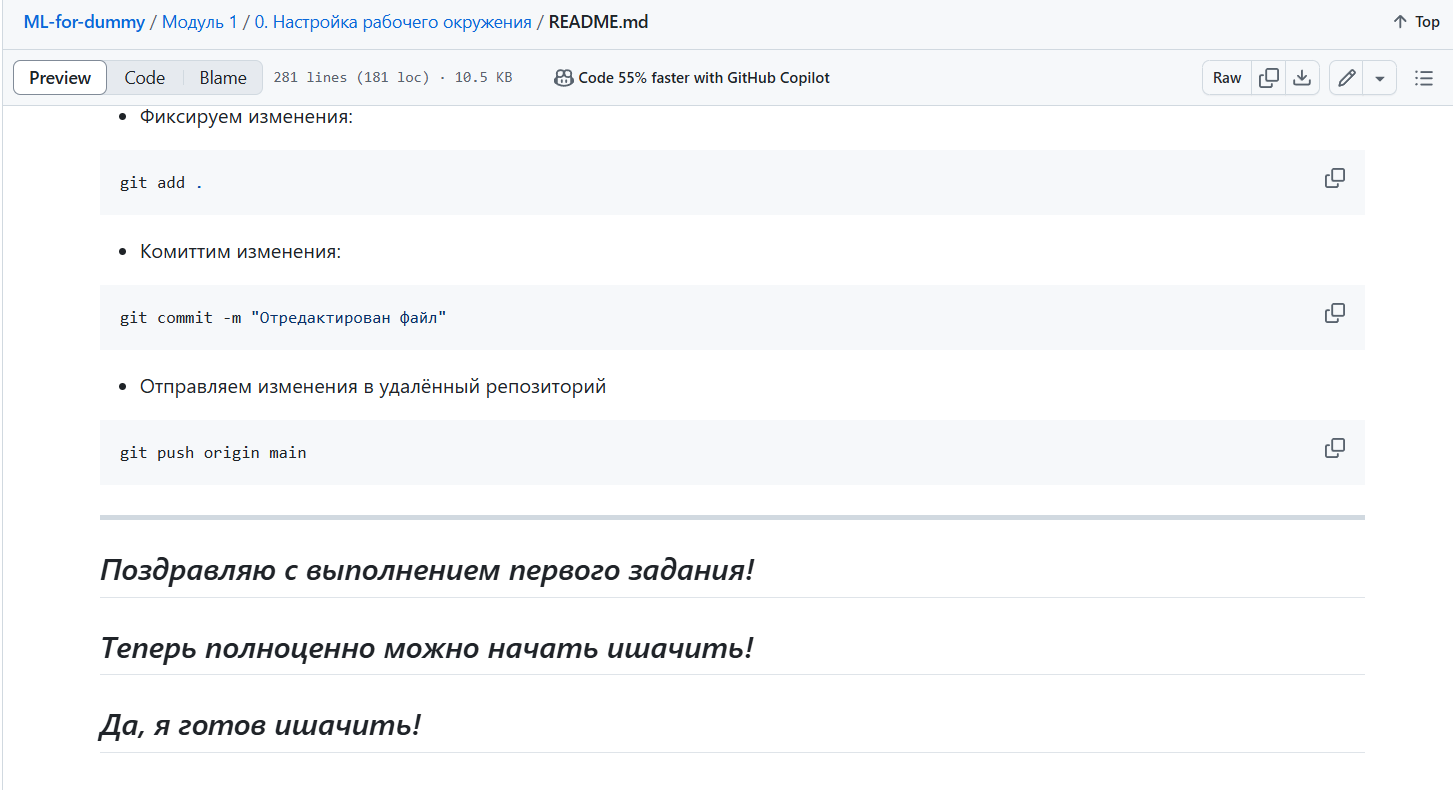 ML-for-dummy / Модуль 1 / 0. Настройка рабочего окружения / README.md
Top
Preview Code Blame 281 lines (181 loc) · 10.5 KB Code 55% faster with GitHub Copilot Raw
Фиксируем изменения:
git add .
Комиттим изменения:
git commit -m "Отредактирован файл"
Отправляем изменения в удалённый репозиторий
git push origin main
Поздравляю с выполнением первого задания!
Теперь полноценно можно начать ишачить!
Да, я готов ишачить!